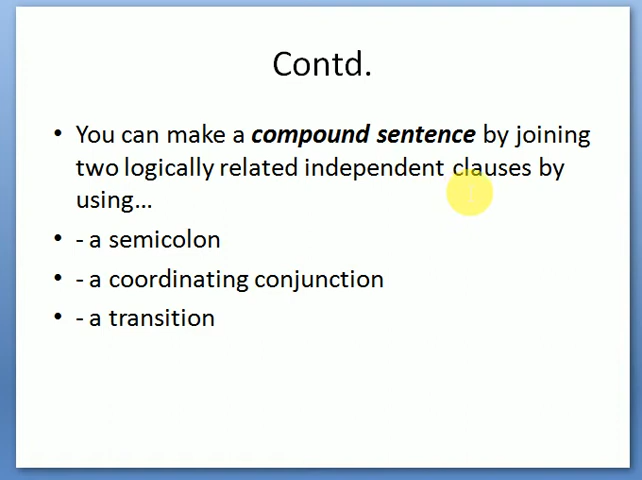 Contd.
• You can make a compound sentence by joining
two logically related independent clauses by
using...
• - a semicolon
• - a coordinating conjunction
• - a transition